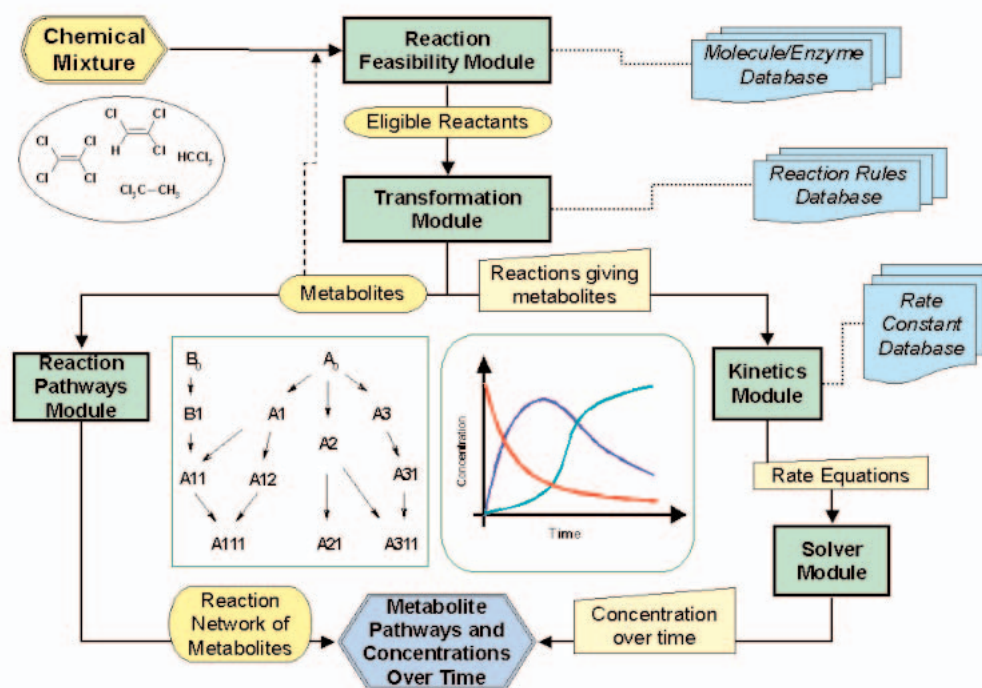 Chemical
Mixture
Reaction
Feasibility Module
Molecule/Enzyme
Database
Eligible Reactants
Cl
Cl
Cl
Cl
Cl
Cl
H
Cl
HCCl3
Cl3C-CH3
Transformation
Module
Reaction Rules
Database
Metabolites
Reactions giving
metabolites
Rate
Constant
Database
Reaction
Pathways
Module
B0
A0
B1
A1
A3
A2
A11
A12
A31
A111
A21
A311
Concentration
Time
Kinetics
Module
Rate Equations
Solver
Module
Reaction
Network of
Metabolites
Metabolite
Pathways and
Concentrations
Over Time
Concentration
over time